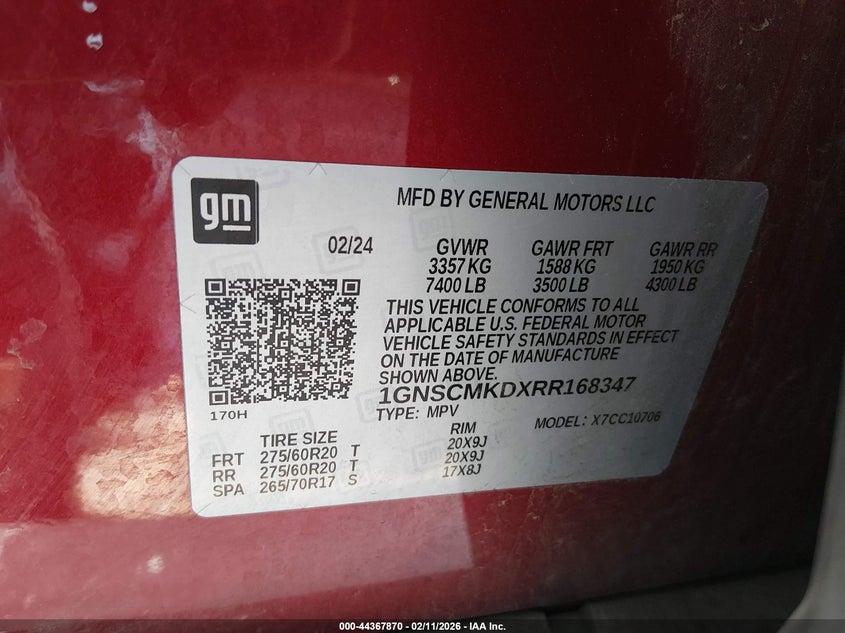 gm
MFD BY GENERAL MOTORS LLC
02/24 GVWR GAWR FRT GAWR RR
3357 KG 1588 KG 1950 KG
7400 LB 3500 LB 4300 LB
THIS VEHICLE CONFORMS TO ALL
APPLICABLE U.S. FEDERAL MOTOR
VEHICLE SAFETY STANDARDS IN EFFECT
ON THE DATE OF MANUFACTURE
SHOWN ABOVE.
1GNSCMKDXRR168347
170H
TYPE: MPV MODEL: X7CC10706
TIRE SIZE RIM
FRT 275/60R20 T 20X9J
RR 275/60R20 T 20X9J
SPA 265/70R17 S 17X8J
000-44367870 - 02/11/2026 - IAA Inc.